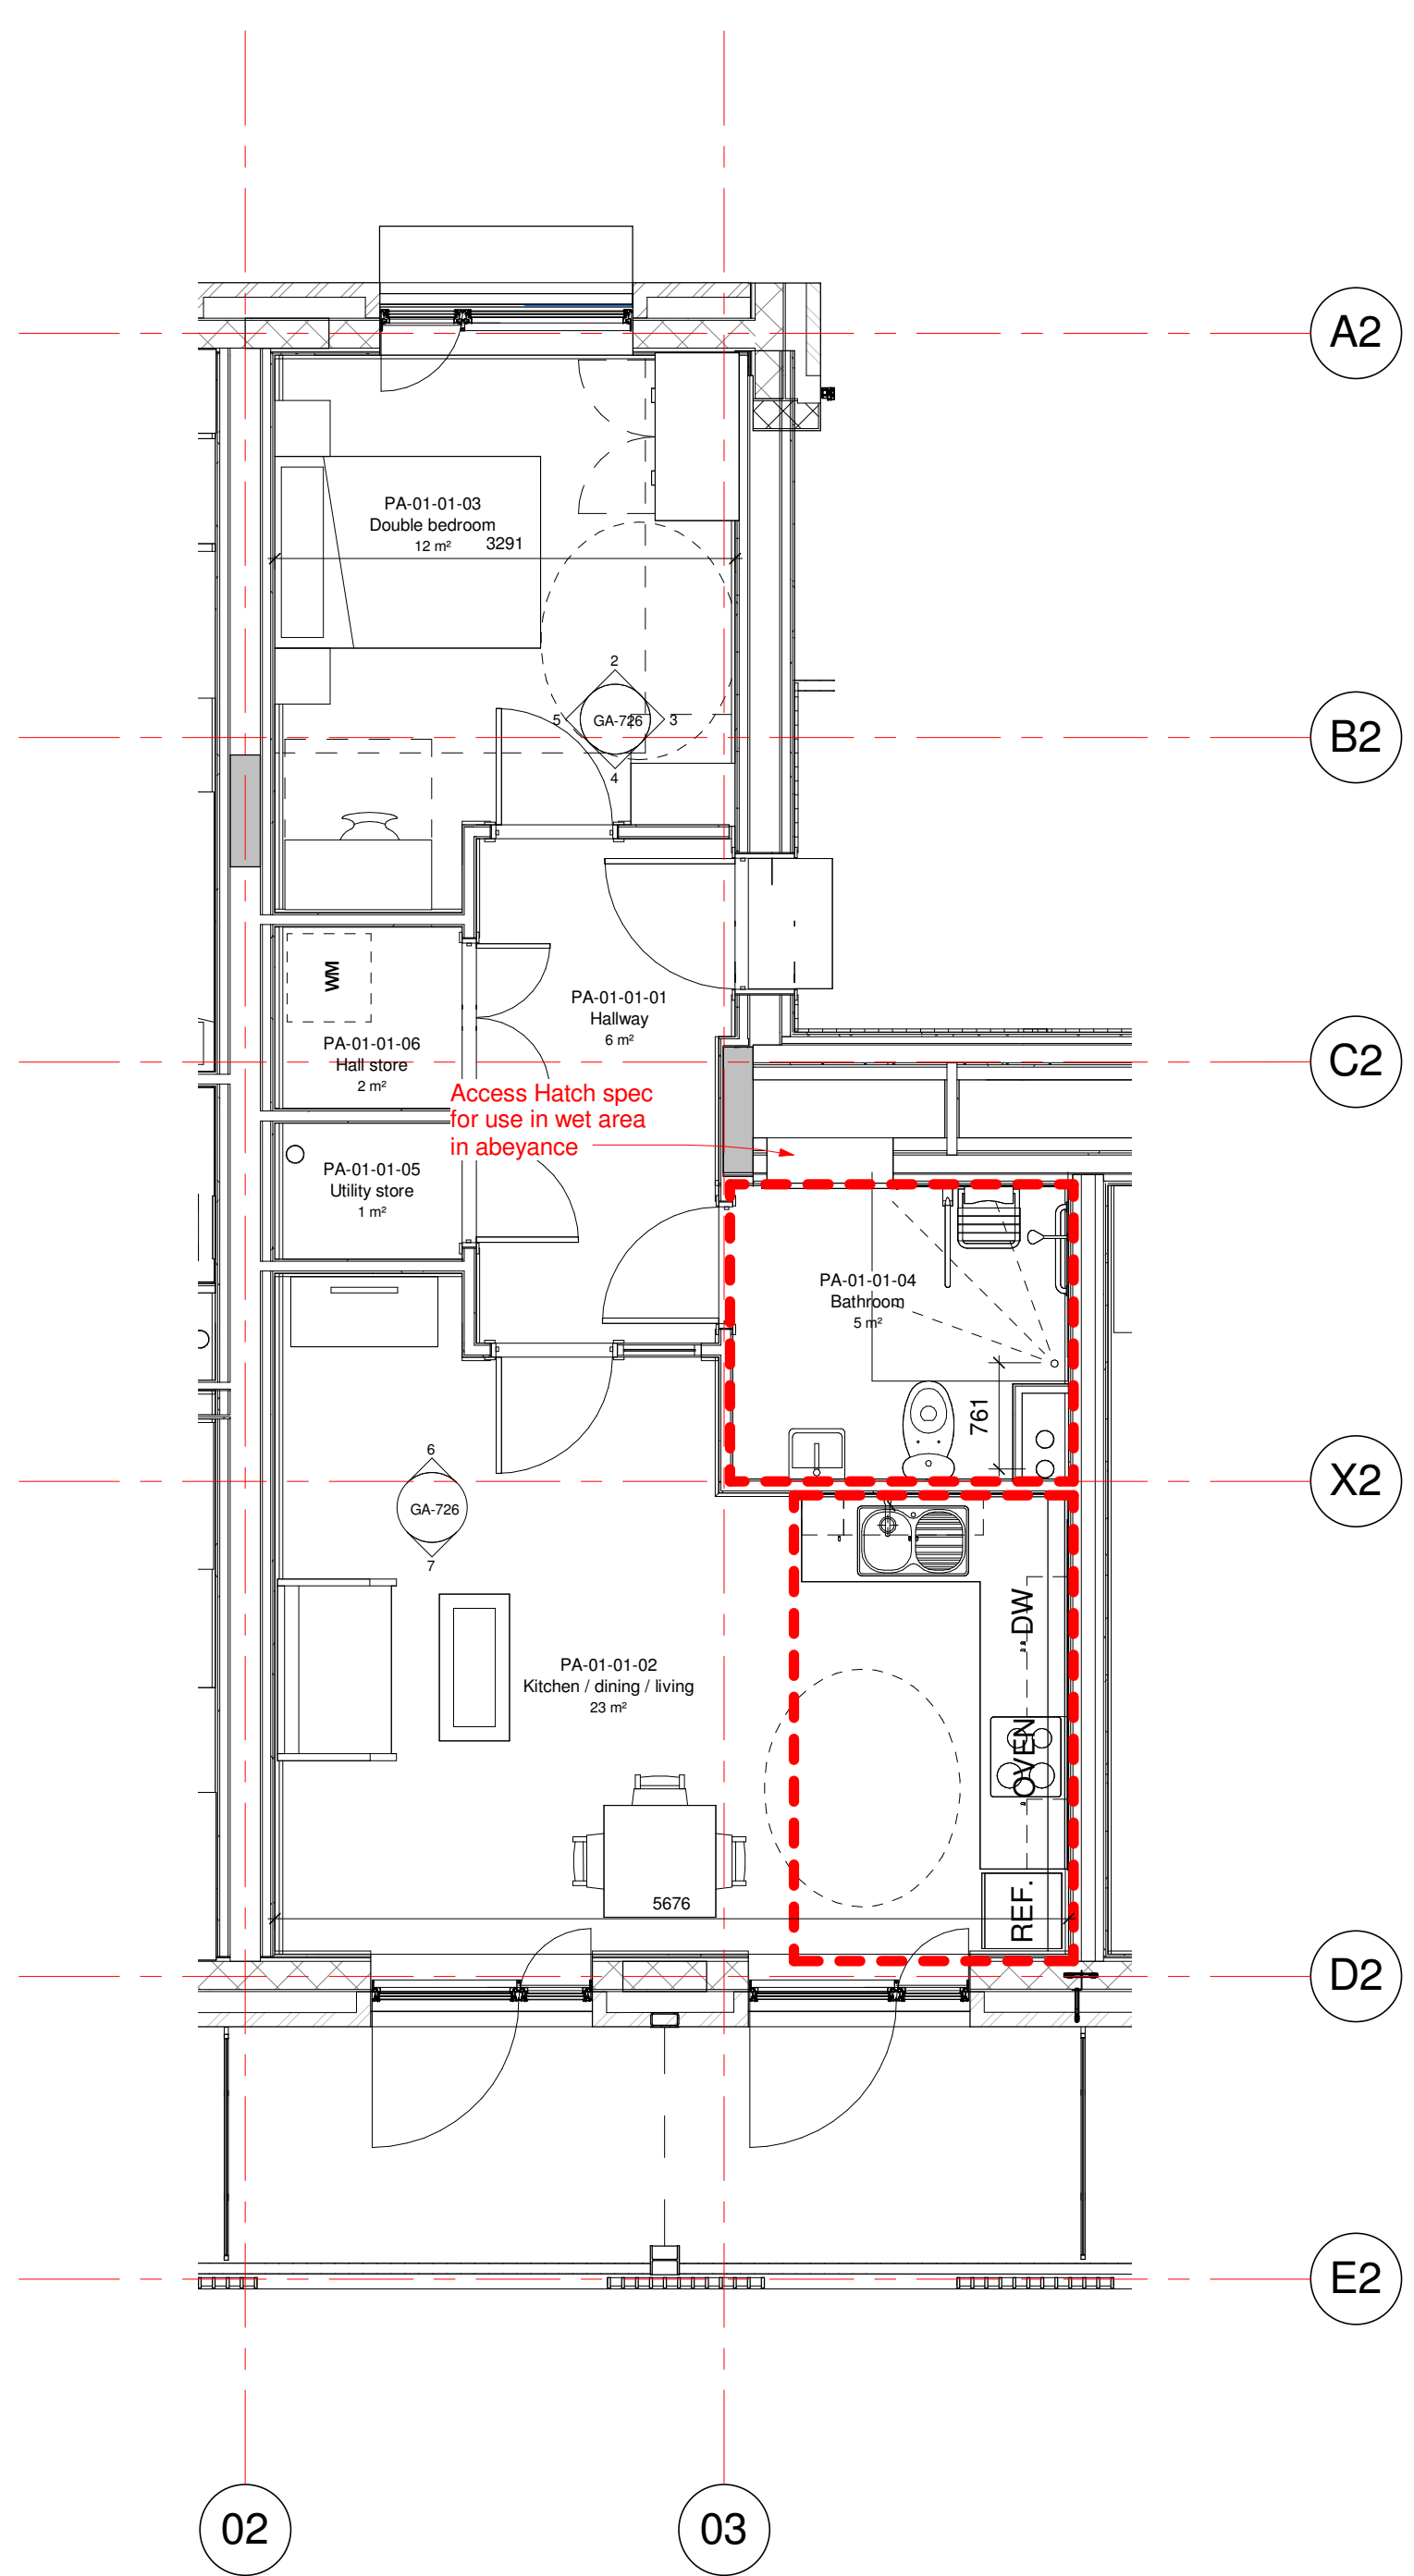 A2
PA-01-01-03
Double bedroom
12 m²
3291
2
5
GA-726
3
4
B2
WM
PA-01-01-01
Hallway
6 m²
PA-01-01-06
Hall store
2 m²
C2
Access Hatch spec
for use in wet area
in abeyance
PA-01-01-05
Utility store
1 m²
PA-01-01-04
Bathroom
5 m²
761
6
GA-726
7
X2
DW
PA-01-01-02
Kitchen / dining / living
23 m²
OVEN
REF.
5676
D2
E2
02
03